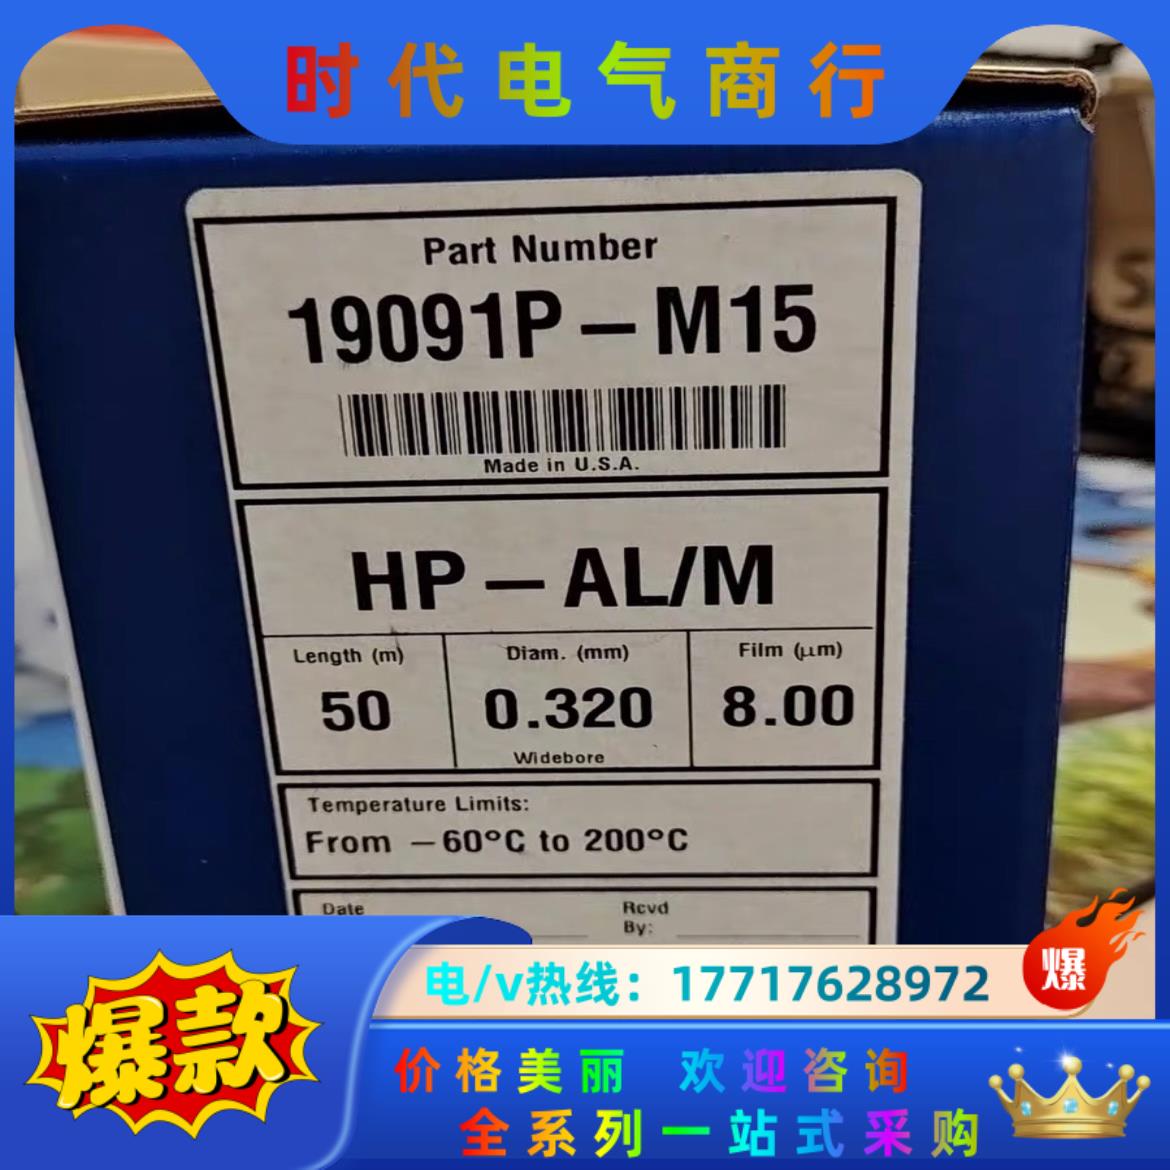 时代电气商行
Part Number
19091P－M15
Made in U.S.A.
HP－AL/M
Length (m)
Diam. (mm)
Film (μm)
50
0.320
8.00
Widebore
Temperature Limits:
From －60°C to 200°C
Date
Rcvd
By:
电/v热线：17717628972
爆
爆款
价格美丽 欢迎咨询
全系列一站式采购